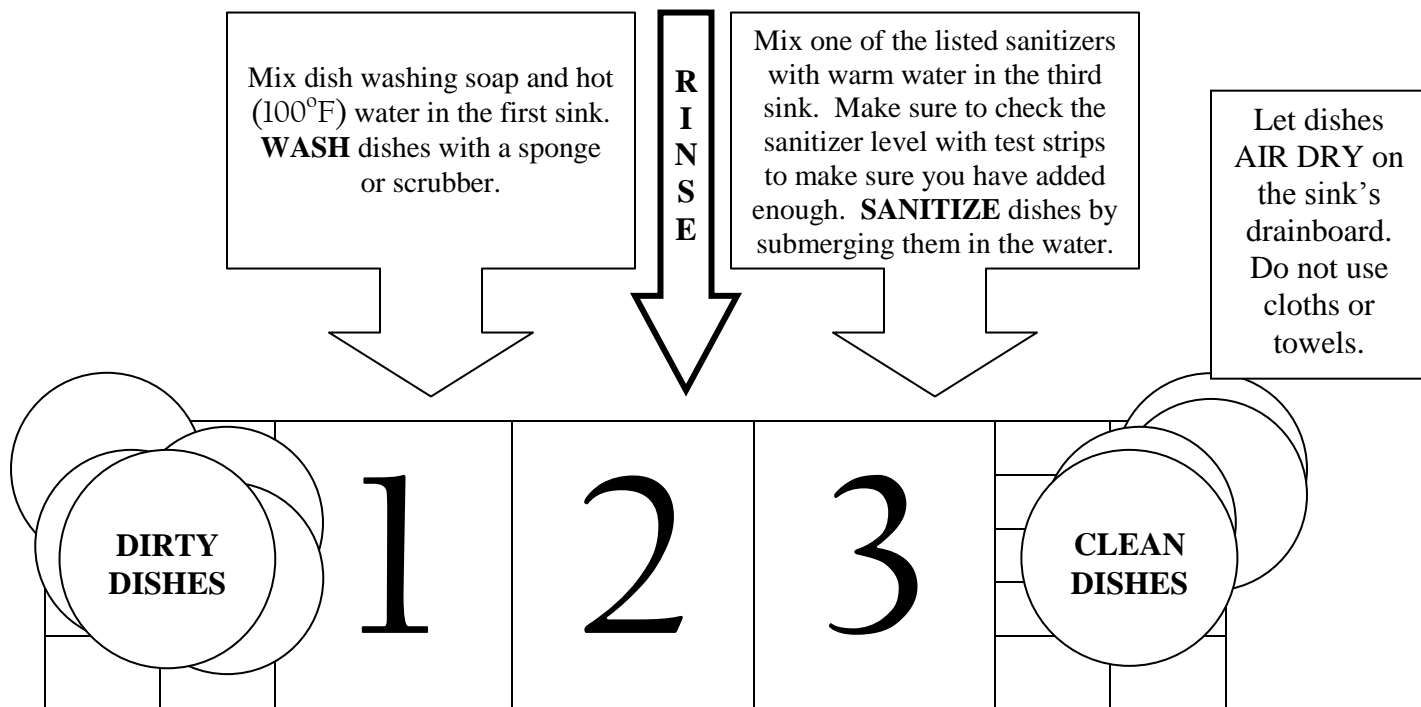 Mix dish washing soap and hot
(100°F) water in the first sink.
WASH dishes with a sponge
or scrubber.
R
I
N
S
E
Mix one of the listed sanitizers
with warm water in the third
sink. Make sure to check the
sanitizer level with test strips
to make sure you have added
enough. SANITIZE dishes by
submerging them in the water.
Let dishes
AIR DRY on
the sink's
drainboard.
Do not use
cloths or
towels.
DIRTY
DISHES
1
2
3
CLEAN
DISHES